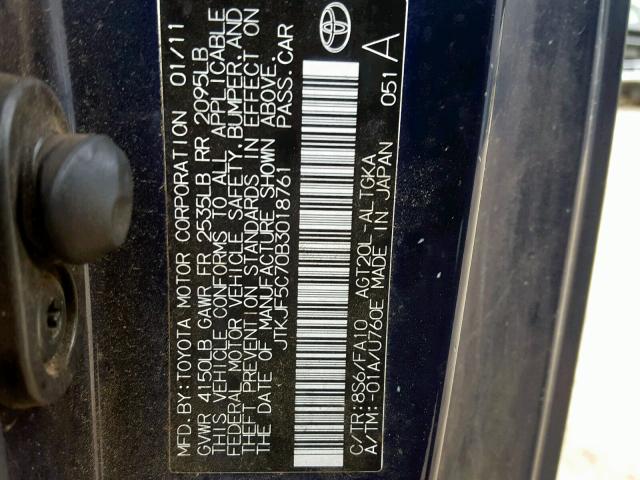 MFD. BY: TOYOTA MOTOR CORPORATION 01/11
GVWR 4150LB GAWR FR 2535LB RR 2095LB
THIS VEHICLE CONFORMS TO ALL APPLICABLE
FEDERAL MOTOR VEHICLE SAFETY, BUMPER, AND
THEFT PREVENTION STANDARDS IN EFFECT ON
THE DATE OF MANUFACTURE SHOWN ABOVE.
JTKJF5C70B3018761 PASS. CAR
C/TR: 8S6/FA10 AGT20L-ALTGKA 051 A
A/TM: -01A/U760E MADE IN JAPAN